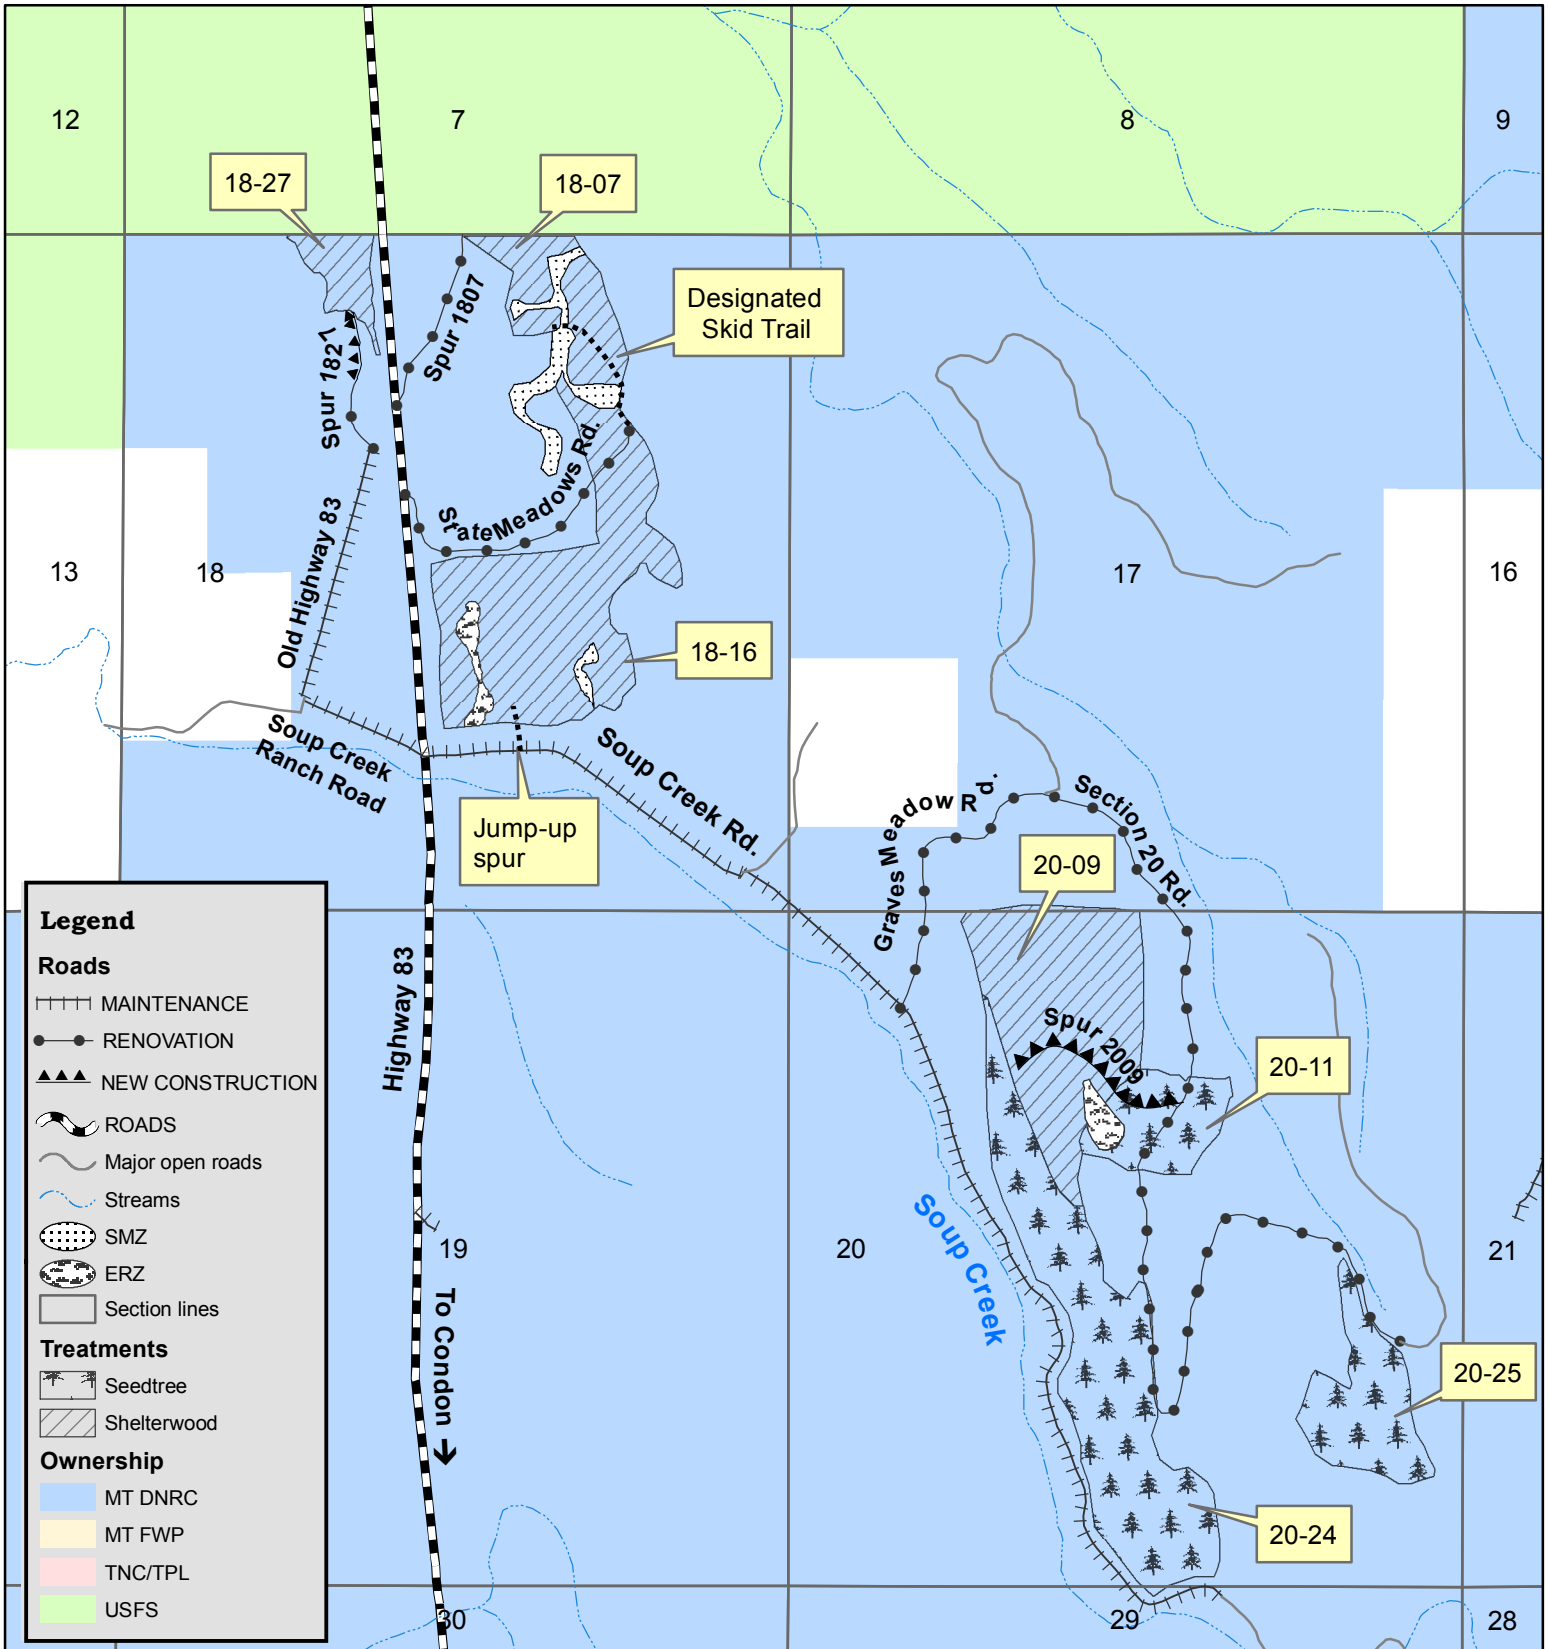 12
7
8
9
18-27
18-07
Designated
Skid Trail
Spur 1807
Spur 182
State Meadows Rd.
Old Highway 83
13
18
17
16
18-16
Soup Creek
Ranch Road
Soup Creek Rd.
Jump-up
spur
Graves Meadow Rd.
Section 20 Rd.
20-09
Highway 83
Spur 2009
20-11
Soup Creek
19
20
21
To Condon →
20-25
20-24
30
29
28
Legend
Roads
MAINTENANCE
RENOVATION
NEW CONSTRUCTION
ROADS
Major open roads
Streams
SMZ
ERZ
Section lines
Treatments
Seedtree
Shelterwood
Ownership
MT DNRC
MT FWP
TNC/TPL
USFS